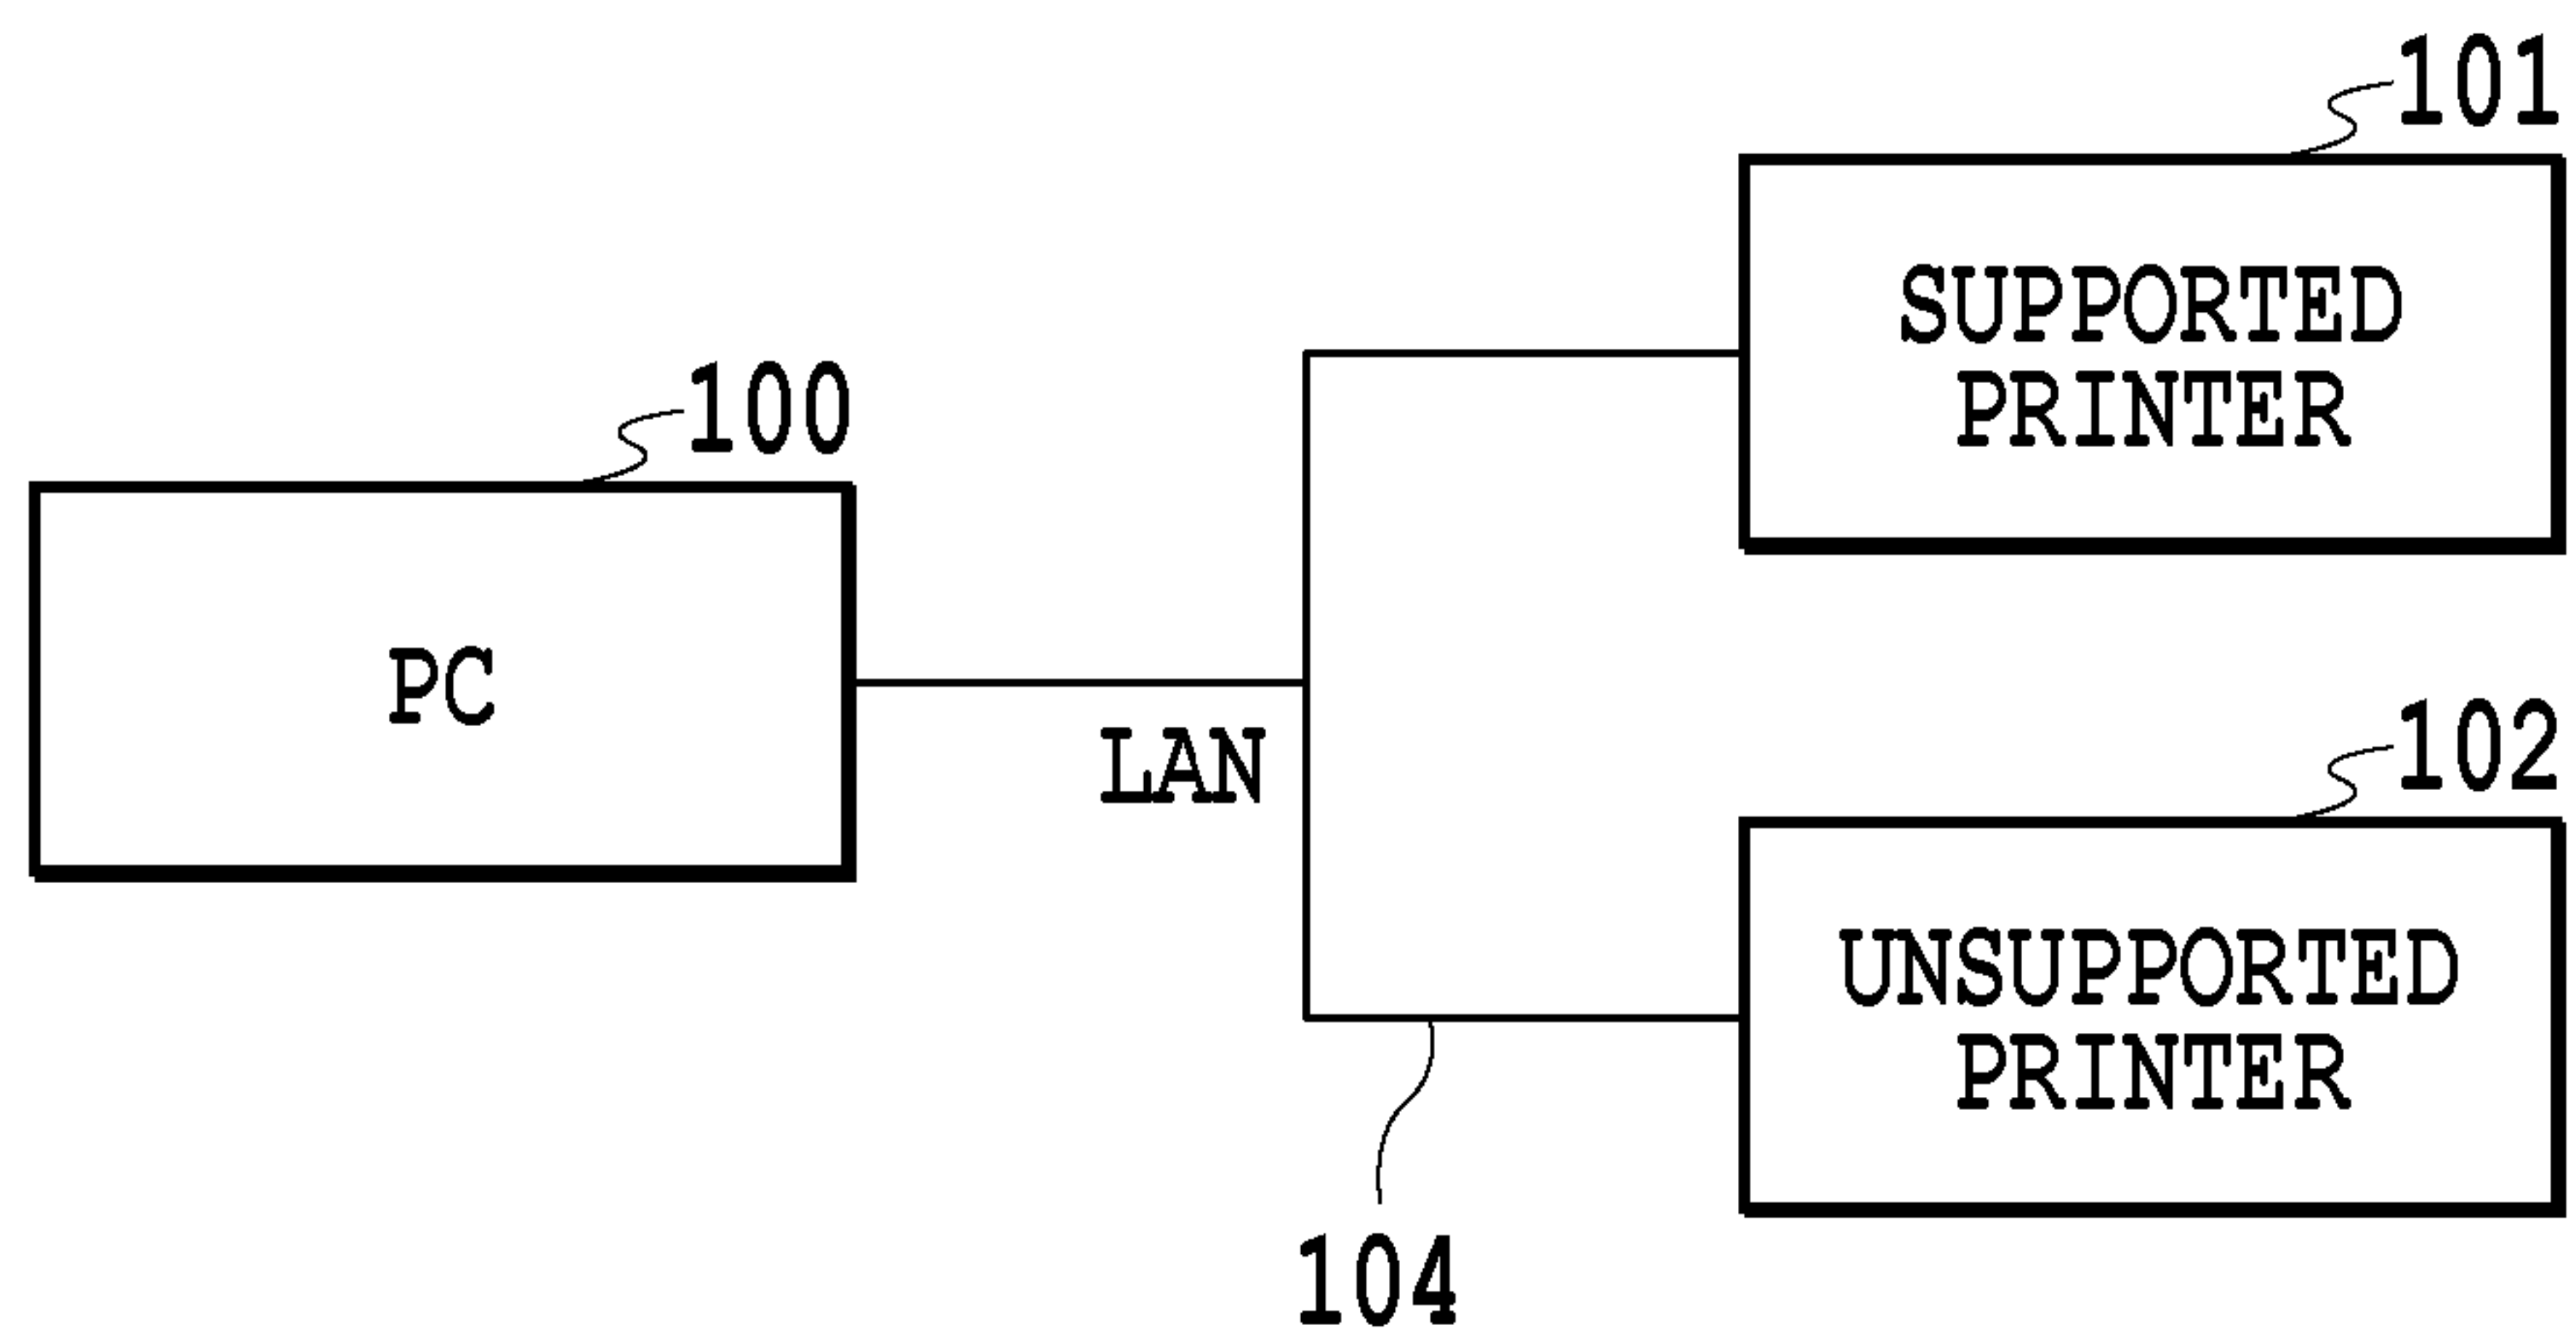 101
SUPPORTED
PRINTER
100
PC
LAN
102
UNSUPPORTED
PRINTER
104